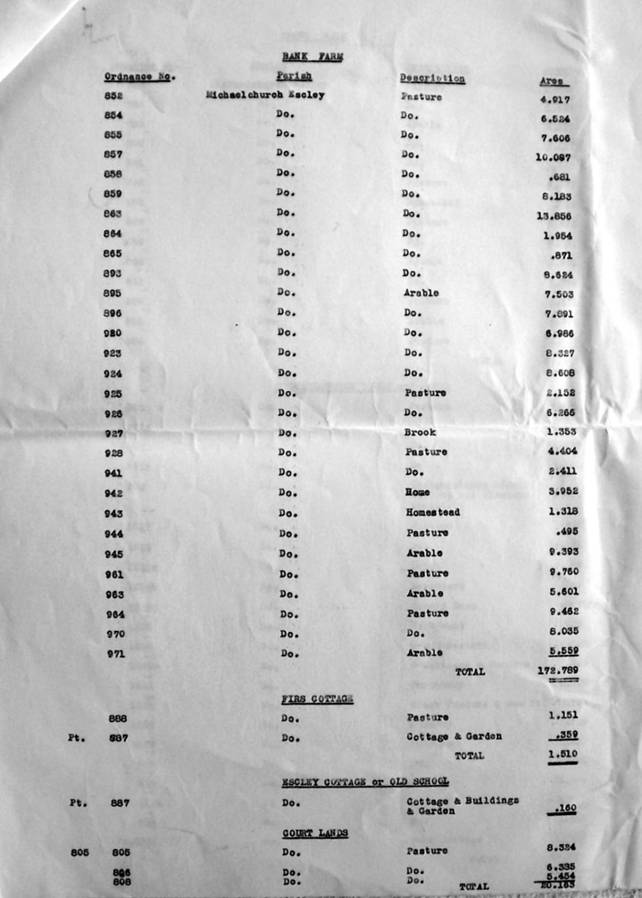 BANK FARM
Ordnance No. Parish Description Area
852 Michaelchurch Escley Pasture 4.917
854 Do. Do. 6.524
855 Do. Do. 7.606
857 Do. Do. 10.097
858 Do. Do. .681
859 Do. Do. 8.183
863 Do. Do. 13.856
864 Do. Do. 1.954
865 Do. Do. .871
893 Do. Do. 8.624
895 Do. Arable 7.503
896 Do. Do. 7.891
920 Do. Do. 6.986
923 Do. Do. 8.327
924 Do. Do. 8.608
925 Do. Pasture 2.152
926 Do. Do. 6.266
927 Do. Brook 1.353
928 Do. Pasture 4.404
941 Do. Do. 2.411
942 Do. Home 3.952
943 Do. Homestead 1.318
944 Do. Pasture .495
945 Do. Arable 9.393
961 Do. Pasture 9.760
963 Do. Arable 5.601
964 Do. Pasture 9.462
970 Do. Do. 8.035
971 Do. Arable 5.559
TOTAL 172.789
FIRS COTTAGE
888 Do. Pasture 1.151
Pt. 887 Do. Cottage & Garden .359
TOTAL 1.510
ESCLEY COTTAGE or OLD SCHOOL
Pt. 887 Do. Cottage & Buildings
& Garden .160
COURT LANDS
805 805 Do. Pasture 8.324
806 Do. Do. 6.385
808 Do. Do. 5.454
TOTAL 20.163